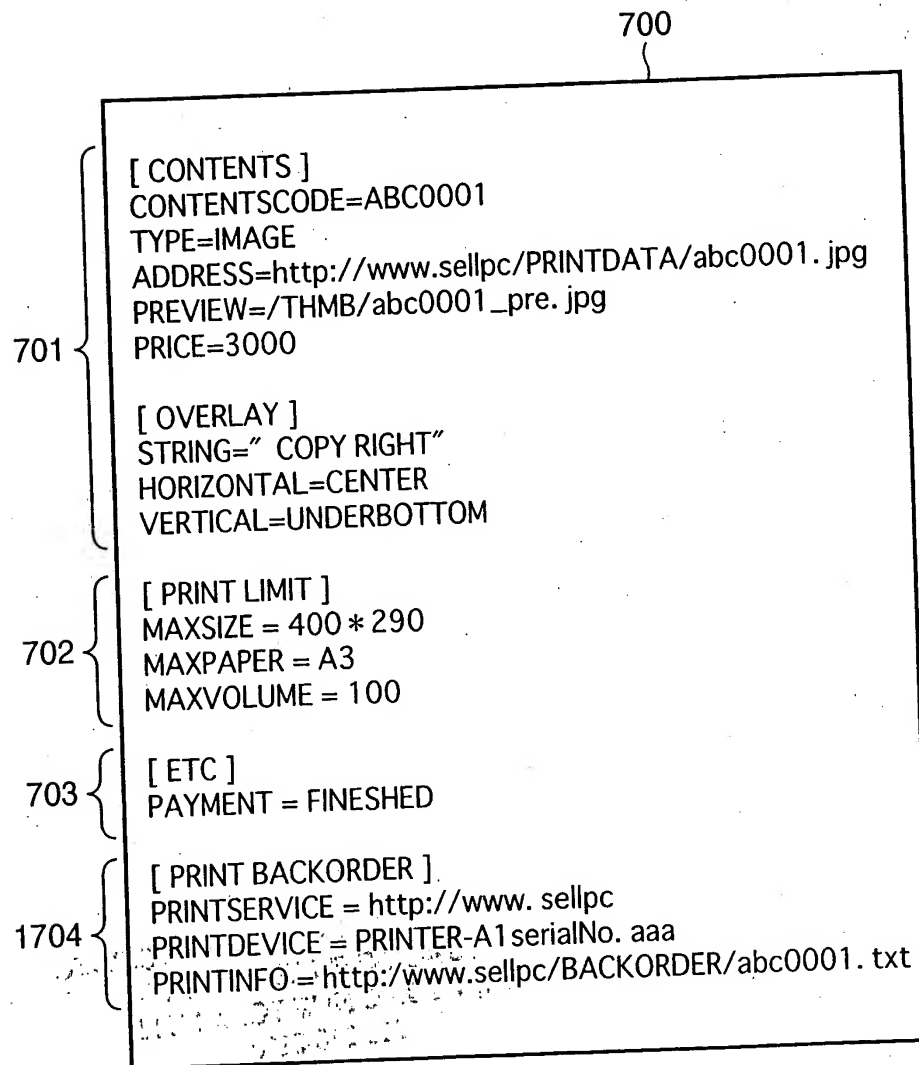 700
[ CONTENTS ]
CONTENTSCODE=ABC0001
TYPE=IMAGE
ADDRESS=http://www.sellpc/PRINTDATA/abc0001.jpg
PREVIEW=/THMB/abc0001_pre.jpg
701
PRICE=3000
[ OVERLAY ]
STRING=″ COPY RIGHT″
HORIZONTAL=CENTER
VERTICAL=UNDERBOTTOM
[ PRINT LIMIT ]
MAXSIZE = 400＊290
702
MAXPAPER = A3
MAXVOLUME = 100
[ ETC ]
703
PAYMENT = FINESHED
[ PRINT BACKORDER ]
PRINTSERVICE = http://www. sellpc
1704
PRINTDEVICE = PRINTER-A1serialNo. aaa
PRINTINFO = http:/www.sellpc/BACKORDER/abc0001. txt